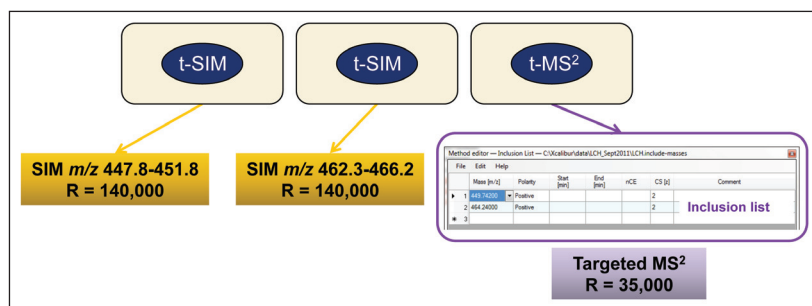 t-SIM
t-SIM
t-MS²
SIM m/z 447.8-451.8
R = 140,000
SIM m/z 462.3-466.2
R = 140,000
Method editor — Inclusion List — C:\Xcalibur\data\LCH_Sept2011\LCH.include-masses
File Edit Help
Mass [m/z] Polarity Start [min] End [min] nCE CS [z] Comment
1 449.74200 Positive 2
2 464.24000 Positive 2
* 3
Inclusion list
Targeted MS²
R = 35,000